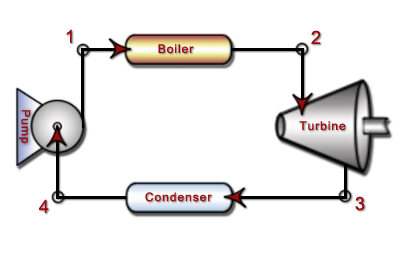 1
Boiler
2
Pump
Turbine
4
Condenser
3